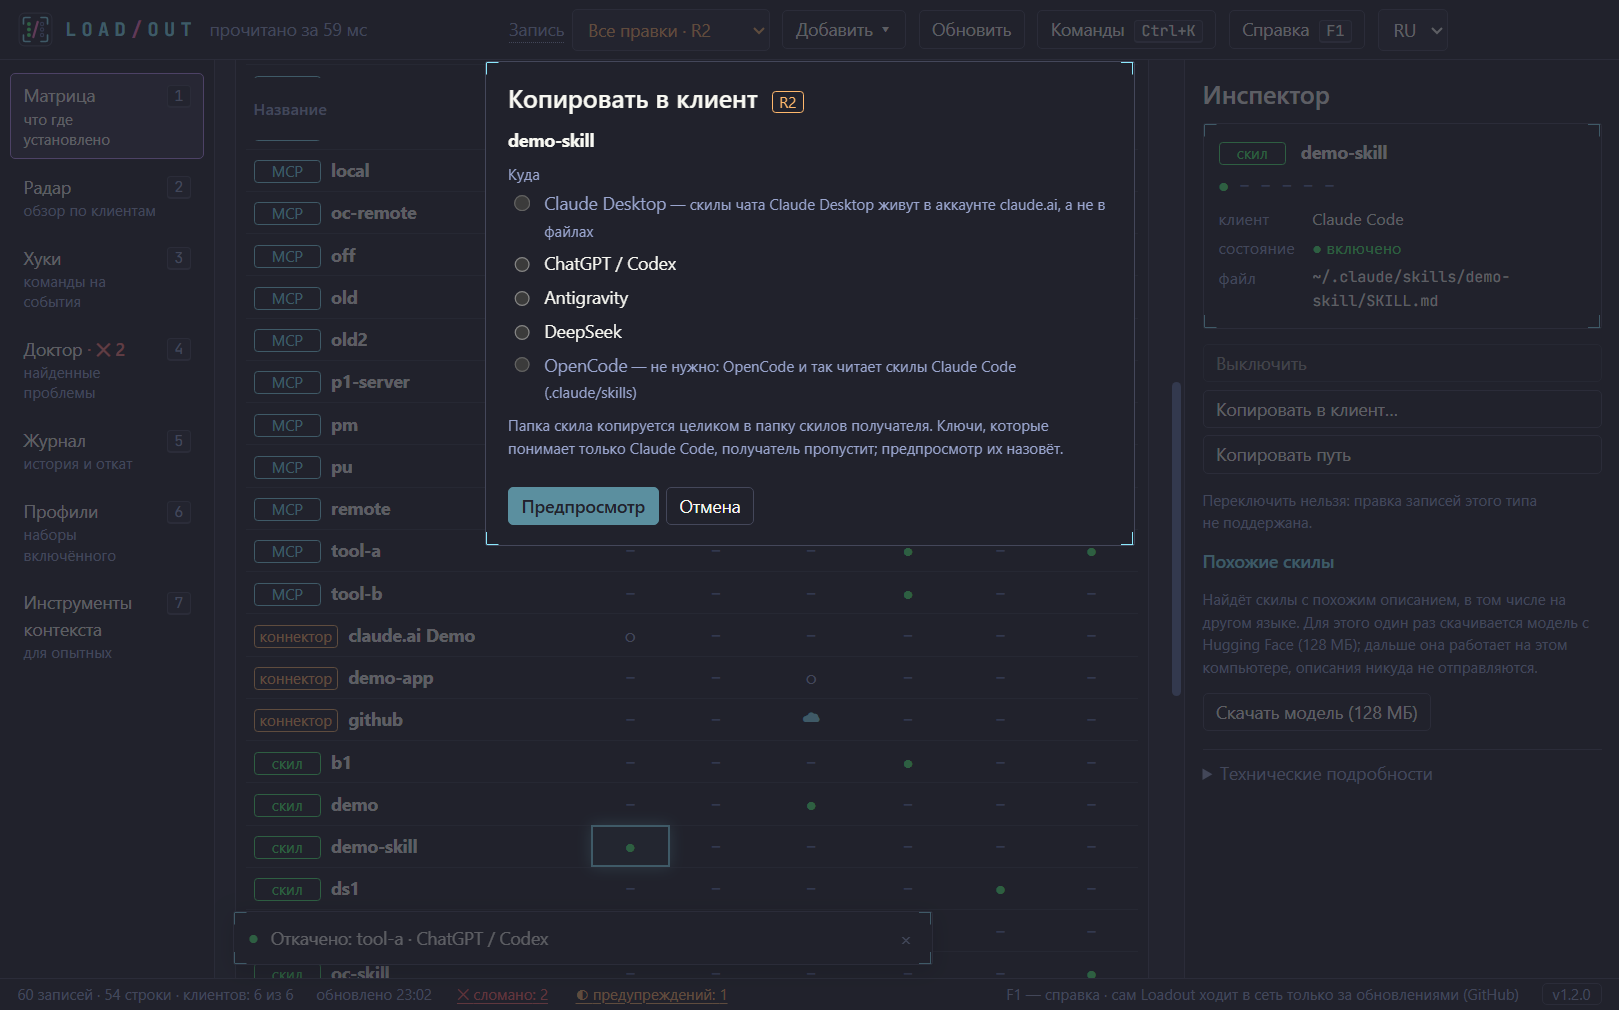 LOAD/OUT прочитано за 59 мс
Запись Все правки · R2 Добавить Обновить Команды Ctrl+K Справка F1 RU
Матрица 1
что где
установлено
Радар 2
обзор по клиентам
Хуки 3
команды на
события
Доктор · 2 4
найденные
проблемы
Журнал 5
история и откат
Профили 6
наборы
включённого
Инструменты 7
контекста
для опытных
Название
MCP local
MCP oc-remote
MCP off
MCP old
MCP old2
MCP p1-server
MCP pm
MCP pu
MCP remote
MCP tool-a
MCP tool-b
коннектор claude.ai Demo
коннектор demo-app
коннектор github
скил b1
скил demo
скил demo-skill
скил ds1
скил oc-skill
Копировать в клиент R2
demo-skill
Куда
Claude Desktop — скилы чата Claude Desktop живут в аккаунте claude.ai, а не в
файлах
ChatGPT / Codex
Antigravity
DeepSeek
OpenCode — не нужно: OpenCode и так читает скилы Claude Code
(.claude/skills)
Папка скила копируется целиком в папку скилов получателя. Ключи, которые
понимает только Claude Code, получатель пропустит; предпросмотр их назовёт.
Предпросмотр Отмена
Откачено: tool-a · ChatGPT / Codex ×
Инспектор
скил demo-skill
клиент Claude Code
состояние включено
файл ~/.claude/skills/demo-
skill/SKILL.md
Выключить
Копировать в клиент...
Копировать путь
Переключить нельзя: правка записей этого типа
не поддержана.
Похожие скилы
Найдёт скилы с похожим описанием, в том числе на
другом языке. Для этого один раз скачивается модель с
Hugging Face (128 МБ); дальше она работает на этом
компьютере, описания никуда не отправляются.
Скачать модель (128 МБ)
Технические подробности
60 записей · 54 строки · клиентов: 6 из 6 обновлено 23:02 сломано: 2 предупреждений: 1 F1 — справка · сам Loadout ходит в сеть только за обновлениями (GitHub) v1.2.0